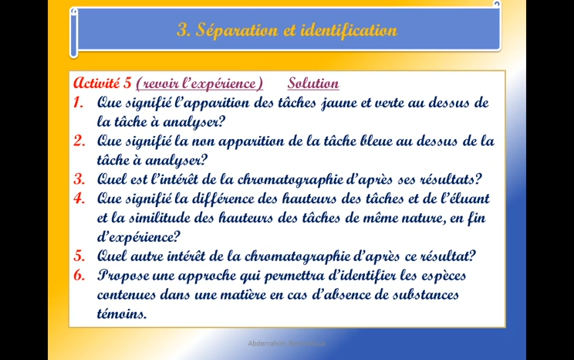 3. Séparation et identification
Activité 5 (revoir l'expérience) Solution
1. Que signifié l'apparition des tâches jaune et verte au dessus de
la tâche à analyser?
2. Que signifié la non apparition de la tâche bleue au dessus de la
tâche à analyser?
3. Quel est l'intérêt de la chromatographie d'après ses résultats?
4. Que signifié la différence des hauteurs des tâches et de l'éluant
et la similitude des hauteurs des tâches de même nature, en fin
d'expérience?
5. Quel autre intérêt de la chromatographie d'après ce résultat?
6. Propose une approche qui permettra d'identifier les espèces
contenues dans une matière en cas d'absence de substances
témoins.